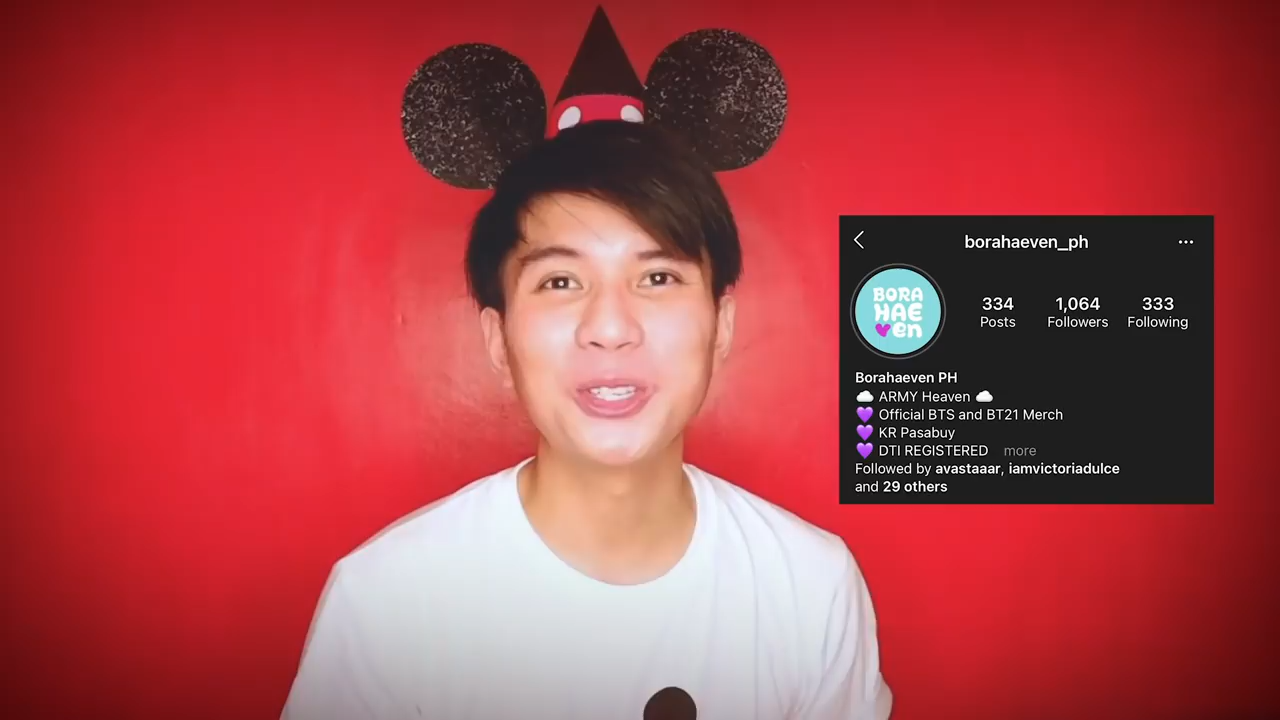 borahaeven_ph
BORA
HAE
en
334
1,064
333
Posts
Followers
Following
Borahaeven PH
☁️ ARMY Heaven ☁️
💜 Official BTS and BT21 Merch
💜 KR Pasabuy
💜 DTI REGISTERED more
Followed by avastaaar, iamvictoriadulce
and 29 others